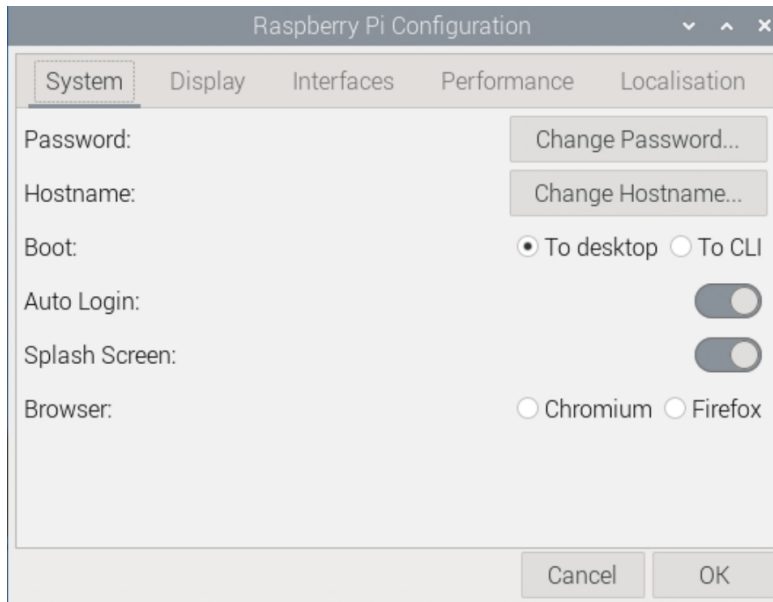 Raspberry Pi Configuration
System Display Interfaces Performance Localisation
Password: Change Password...
Hostname: Change Hostname...
Boot: To desktop To CLI
Auto Login:
Splash Screen:
Browser: Chromium Firefox
Cancel OK